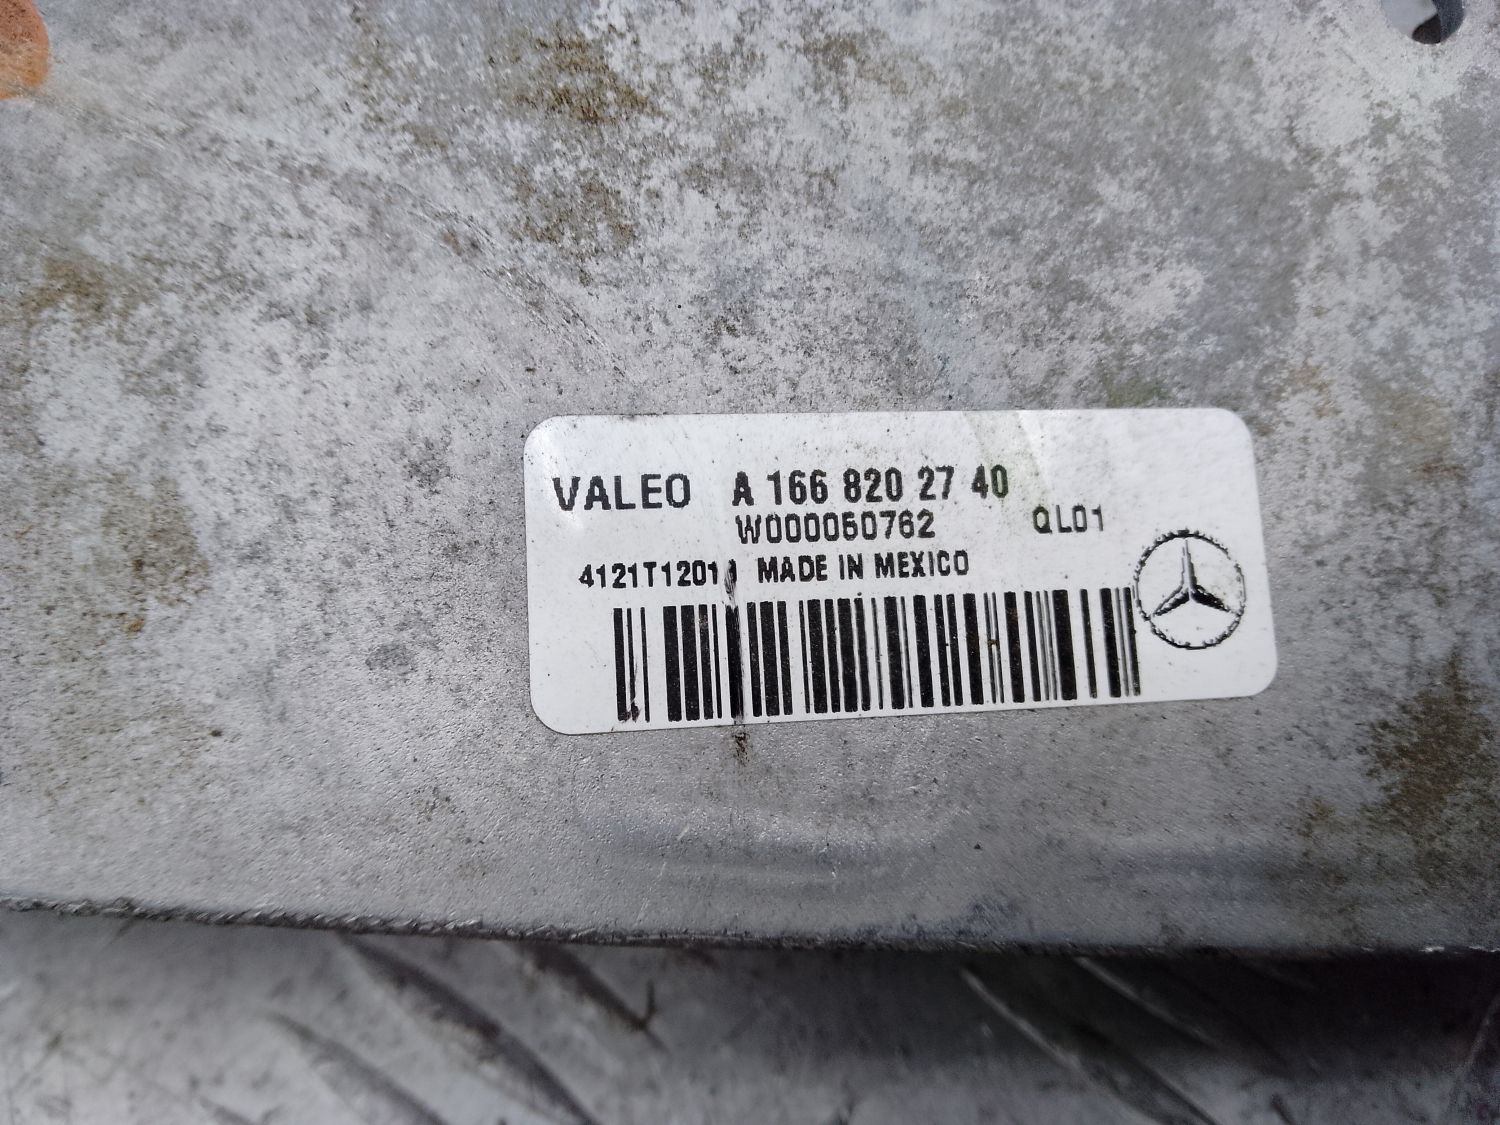 VALEO A 166 820 27 40
W000050762 QL01
MADE IN MEXICO